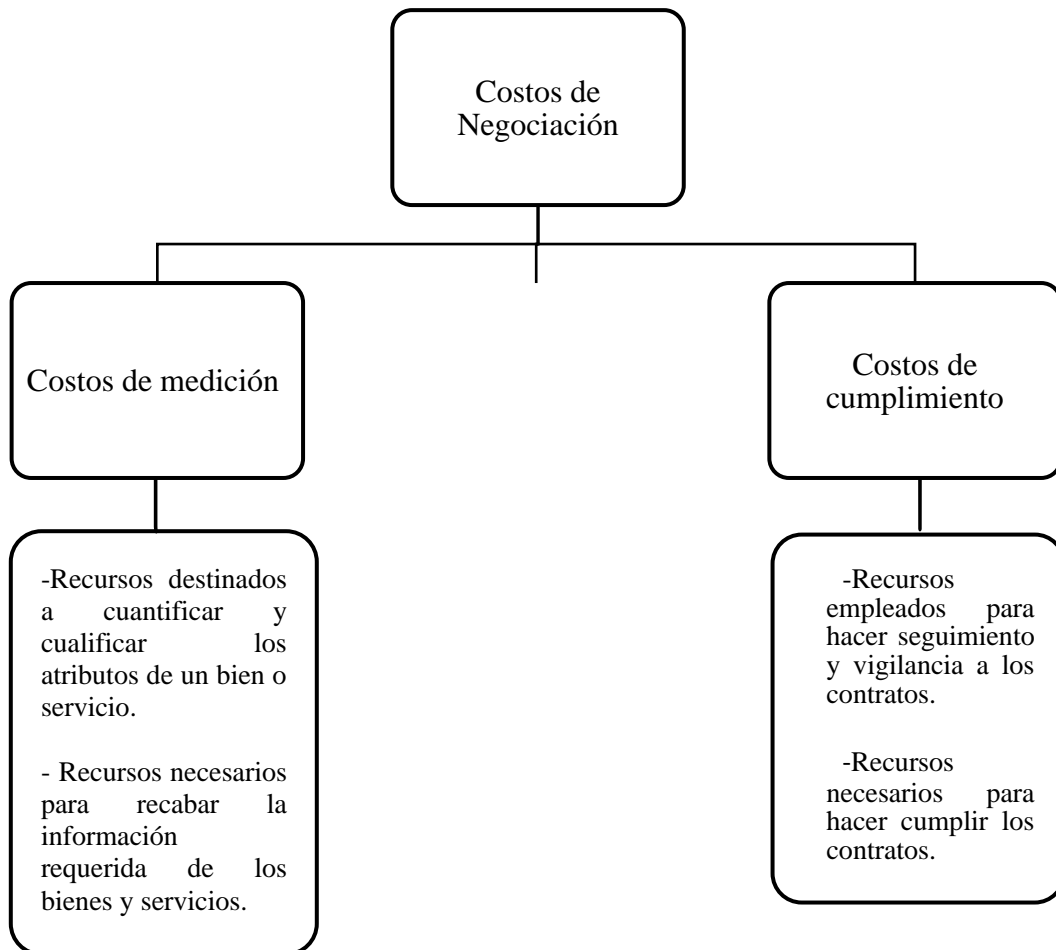 Costos de
Negociación
Costos de medición
Costos de
cumplimiento
-Recursos destinados
a cuantificar y
cualificar los
atributos de un bien o
servicio.
- Recursos necesarios
para recabar la
información
requerida de los
bienes y servicios.
-Recursos
empleados para
hacer seguimiento
y vigilancia a los
contratos.
-Recursos
necesarios para
hacer cumplir los
contratos.